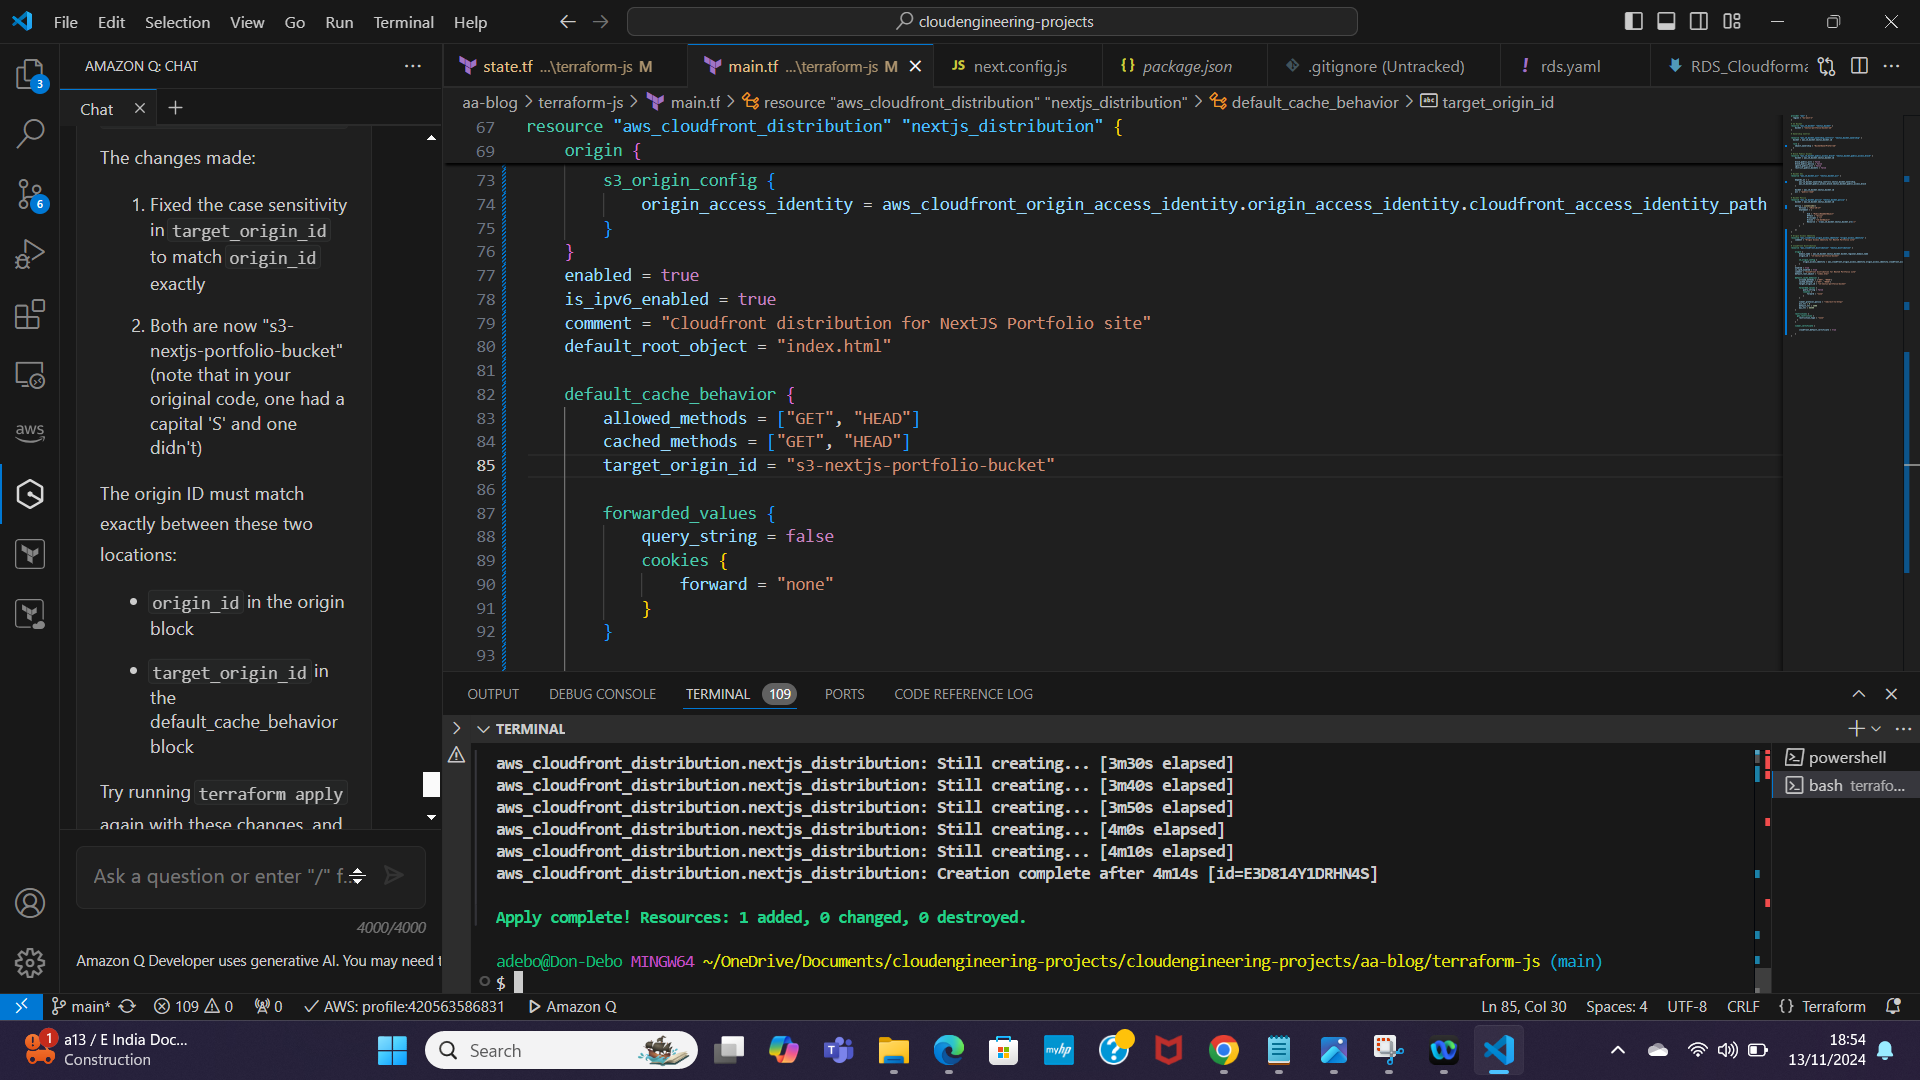 File Edit Selection View Go Run Terminal Help
cloudengineering-projects
AMAZON Q: CHAT
Chat
The changes made:
1. Fixed the case sensitivity
in target_origin_id
to match origin_id
exactly
2. Both are now "s3-
nextjs-portfolio-bucket"
(note that in your
original code, one had a
capital 'S' and one
didn't)
The origin ID must match
exactly between these two
locations:
• origin_id in the origin
block
• target_origin_id in
the
default_cache_behavior
block
Try running terraform apply
again with these changes, and
Ask a question or enter "/" f...
4000/4000
Amazon Q Developer uses generative AI. You may need t
3
6
aws
state.tf ...\terraform-js M
main.tf ...\terraform-js M
JS next.config.js
{} package.json
.gitignore (Untracked)
! rds.yaml
RDS_Cloudforma
aa-blog > terraform-js > main.tf > resource "aws_cloudfront_distribution" "nextjs_distribution" > default_cache_behavior > abc target_origin_id
67 resource "aws_cloudfront_distribution" "nextjs_distribution" {
69 origin {
73 s3_origin_config {
74 origin_access_identity = aws_cloudfront_origin_access_identity.origin_access_identity.cloudfront_access_identity_path
75 }
76 }
77 enabled = true
78 is_ipv6_enabled = true
79 comment = "Cloudfront distribution for NextJS Portfolio site"
80 default_root_object = "index.html"
81
82 default_cache_behavior {
83 allowed_methods = ["GET", "HEAD"]
84 cached_methods = ["GET", "HEAD"]
85 target_origin_id = "s3-nextjs-portfolio-bucket"
86
87 forwarded_values {
88 query_string = false
89 cookies {
90 forward = "none"
91 }
92 }
93
OUTPUT DEBUG CONSOLE TERMINAL 109 PORTS CODE REFERENCE LOG
TERMINAL
aws_cloudfront_distribution.nextjs_distribution: Still creating... [3m30s elapsed]
aws_cloudfront_distribution.nextjs_distribution: Still creating... [3m40s elapsed]
aws_cloudfront_distribution.nextjs_distribution: Still creating... [3m50s elapsed]
aws_cloudfront_distribution.nextjs_distribution: Still creating... [4m0s elapsed]
aws_cloudfront_distribution.nextjs_distribution: Still creating... [4m10s elapsed]
aws_cloudfront_distribution.nextjs_distribution: Creation complete after 4m14s [id=E3D814Y1DRHN4S]
Apply complete! Resources: 1 added, 0 changed, 0 destroyed.
adebo@Don-Debo MINGW64 ~/OneDrive/Documents/cloudengineering-projects/cloudengineering-projects/aa-blog/terraform-js (main)
$
powershell
bash terrafo...
main* 109 0 0 AWS: profile:420563586831 Amazon Q
Ln 85, Col 30 Spaces: 4 UTF-8 CRLF {} Terraform
1
a13 / E India Doc...
Construction
Search
myhp
18:54
13/11/2024